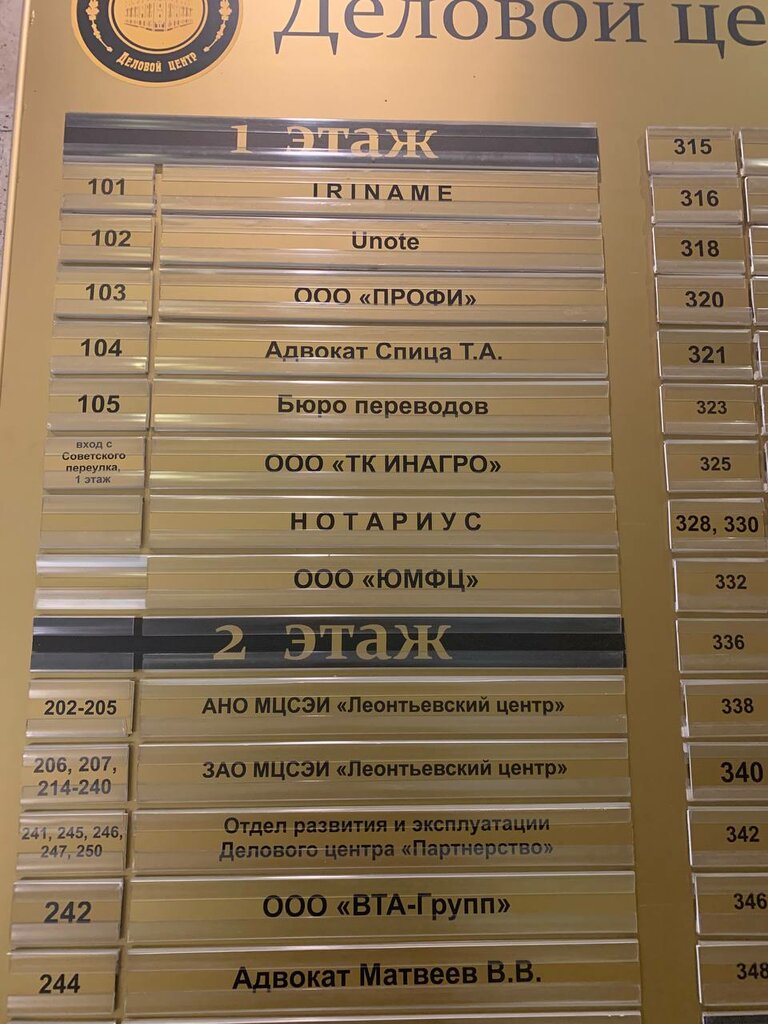 ДЕЛОВОЙ ЦЕНТР
Деловой це
1 этаж
101 IRINAME
102 Unote
103 ООО «ПРОФИ»
104 Адвокат Спица Т.А.
105 Бюро переводов
вход с
Советского
переулка,
1 этаж
ООО «ТК ИНАГРО»
НОТАРИУС
ООО «ЮМФЦ»
2 этаж
202-205 АНО МЦСЭИ «Леонтьевский центр»
206, 207,
214-240
ЗАО МЦСЭИ «Леонтьевский центр»
241, 245, 246,
247, 250
Отдел развития и эксплуатации
Делового центра «Партнерство»
242 ООО «ВТА-Групп»
244 Адвокат Матвеев В.В.
315
316
318
320
321
323
325
328, 330
332
336
338
340
342
346
348